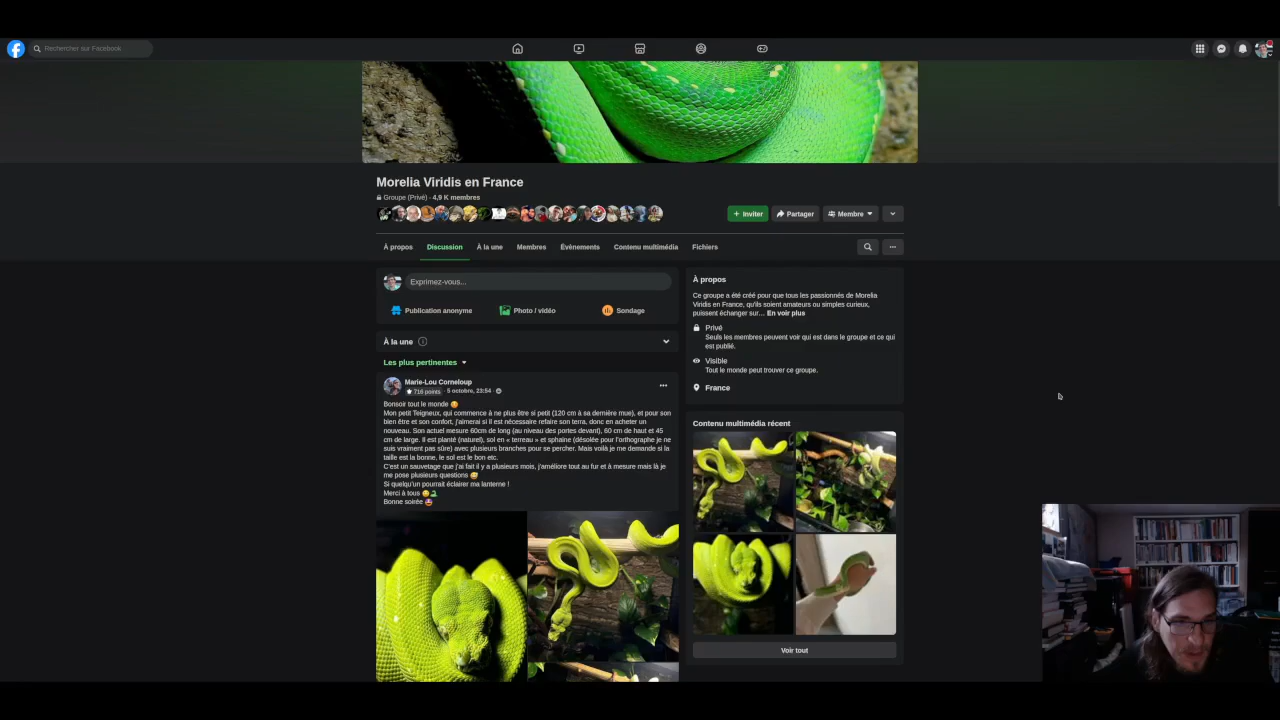 Rechercher sur Facebook
Morelia Viridis en France
Groupe (Privé) · 4,9 K membres
+ Inviter
Partager
Membre
À propos
Discussion
À la une
Membres
Évènements
Contenu multimédia
Fichiers
Exprimez-vous...
Publication anonyme
Photo / vidéo
Sondage
À la une
Les plus pertinentes
Marie-Lou Corneloup
716 points · 5 octobre, 23:54 ·
Bonsoir tout le monde 😊
Mon petit Teigneux, qui commence à ne plus être si petit (120 cm à sa dernière mue), et pour son
bien être et son confort, j'aimerai si il est nécessaire refaire son terra, donc en acheter un
nouveau. Son actuel mesure 60cm de long (au niveau des portes devant), 60 cm de haut et 45
cm de large. Il est planté (naturel), sol en « terreau » et sphaine (désolée pour l'orthographe je ne
suis vraiment pas sûre) avec plusieurs branches pour se percher. Mais voilà je me demande si la
taille est la bonne, le sol est le bon etc.
C'est un sauvetage que j'ai fait il y a plusieurs mois, j'améliore tout au fur et à mesure mais là je
me pose plusieurs questions 😅
Si quelqu'un pourrait éclairer ma lanterne !
Merci à tous 😊🐍
Bonne soirée 🤩
À propos
Ce groupe a été créé pour que tous les passionnés de Morelia
Viridis en France, qu'ils soient amateurs ou simples curieux,
puissent échanger sur... En voir plus
Privé
Seuls les membres peuvent voir qui est dans le groupe et ce qui
est publié.
Visible
Tout le monde peut trouver ce groupe.
France
Contenu multimédia récent
Voir tout